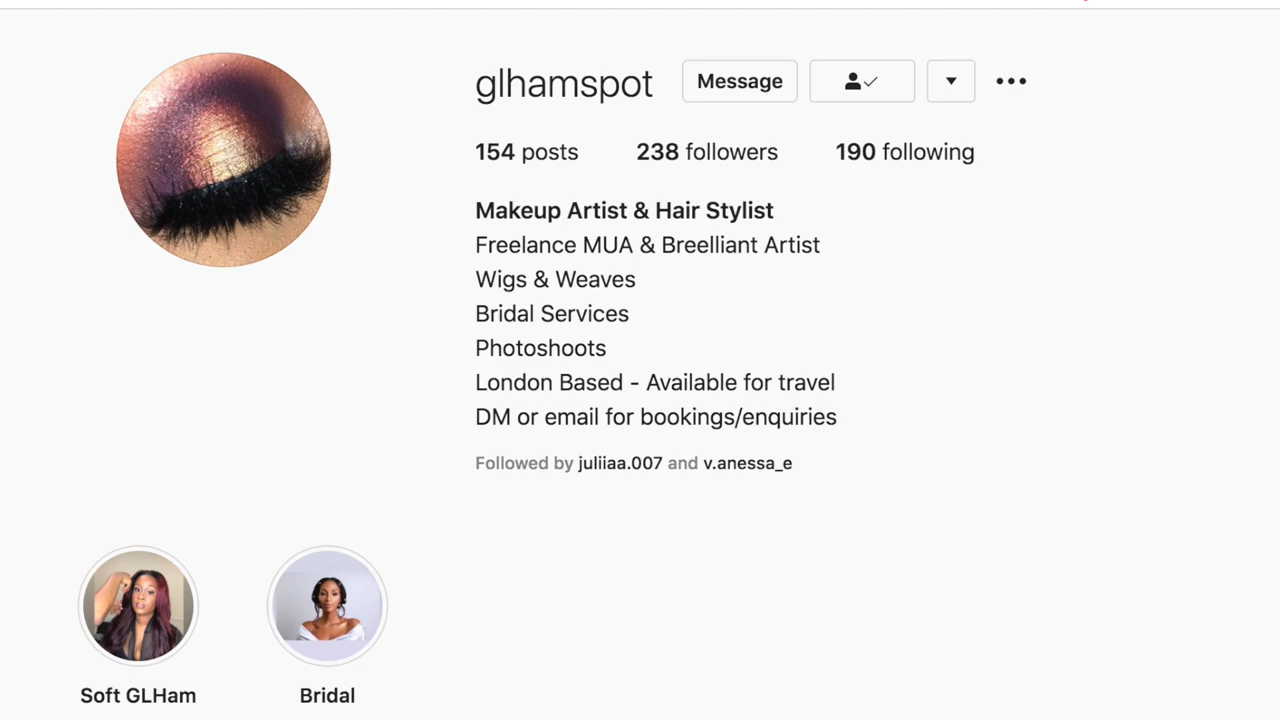 glhamspot Message
154 posts 238 followers 190 following
Makeup Artist & Hair Stylist
Freelance MUA & Breelliant Artist
Wigs & Weaves
Bridal Services
Photoshoots
London Based - Available for travel
DM or email for bookings/enquiries
Followed by juliiaa.007 and v.anessa_e
Soft GLHam Bridal